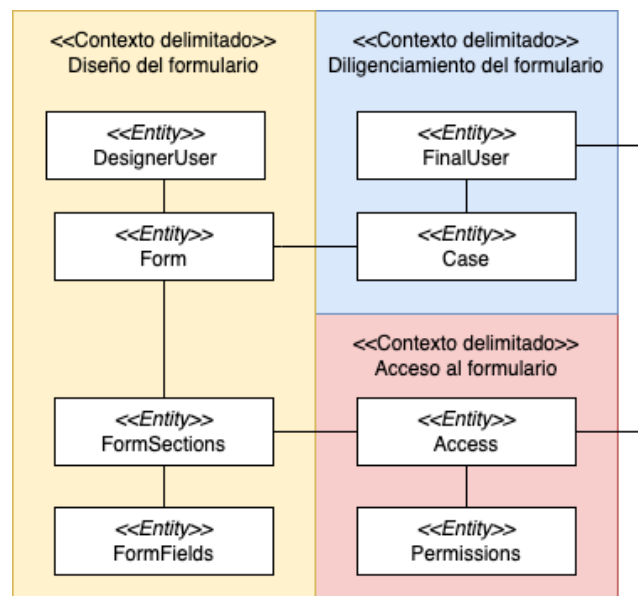 <<Contexto delimitado>>
Diseño del formulario
<<Entity>>
DesignerUser
<<Entity>>
Form
<<Entity>>
FormSections
<<Entity>>
FormFields
<<Contexto delimitado>>
Diligenciamiento del formulario
<<Entity>>
FinalUser
<<Entity>>
Case
<<Contexto delimitado>>
Acceso al formulario
<<Entity>>
Access
<<Entity>>
Permissions